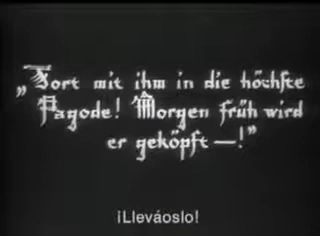 „Fort mit ihm in die höchste
Pagode! Morgen früh wird
er geköpft —!”
¡Lleváoslo!